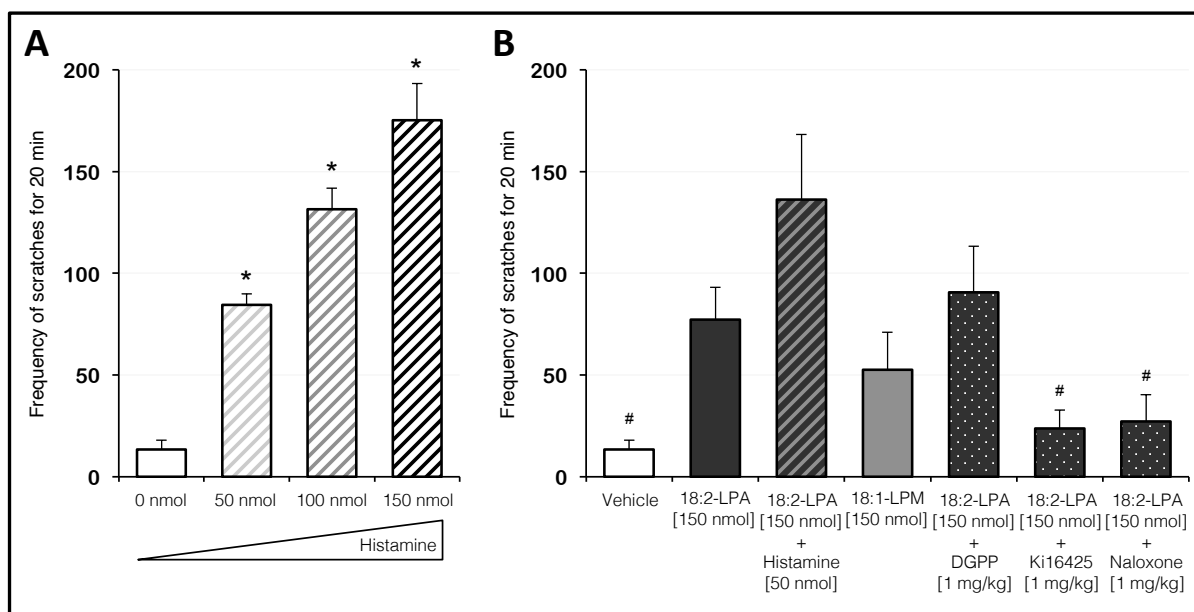 A
Frequency of scratches for 20 min
200
150
100
50
0
*
*
*
0 nmol
50 nmol
100 nmol
150 nmol
Histamine
B
Frequency of scratches for 20 min
200
150
100
50
0
#
#
#
Vehicle
18:2-LPA
[150 nmol]
18:2-LPA
[150 nmol]
+
Histamine
[50 nmol]
18:1-LPM
[150 nmol]
18:2-LPA
[150 nmol]
+
DGPP
[1 mg/kg]
18:2-LPA
[150 nmol]
+
Ki16425
[1 mg/kg]
18:2-LPA
[150 nmol]
+
Naloxone
[1 mg/kg]